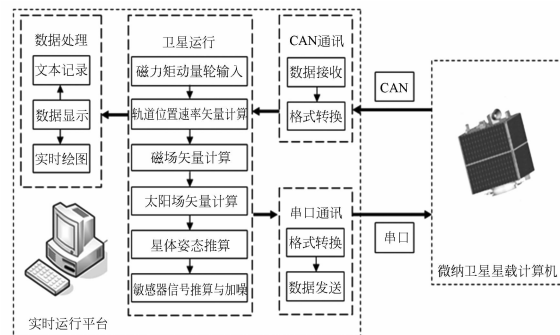 数据处理
文本记录
数据显示
实时绘图
实时运行平台
卫星运行
磁力矩动量轮输入
轨道位置速率矢量计算
磁场矢量计算
太阳场矢量计算
星体姿态推算
敏感器信号推算与加噪
CAN通讯
数据接收
格式转换
串口通讯
格式转换
数据发送
CAN
串口
微纳卫星星载计算机